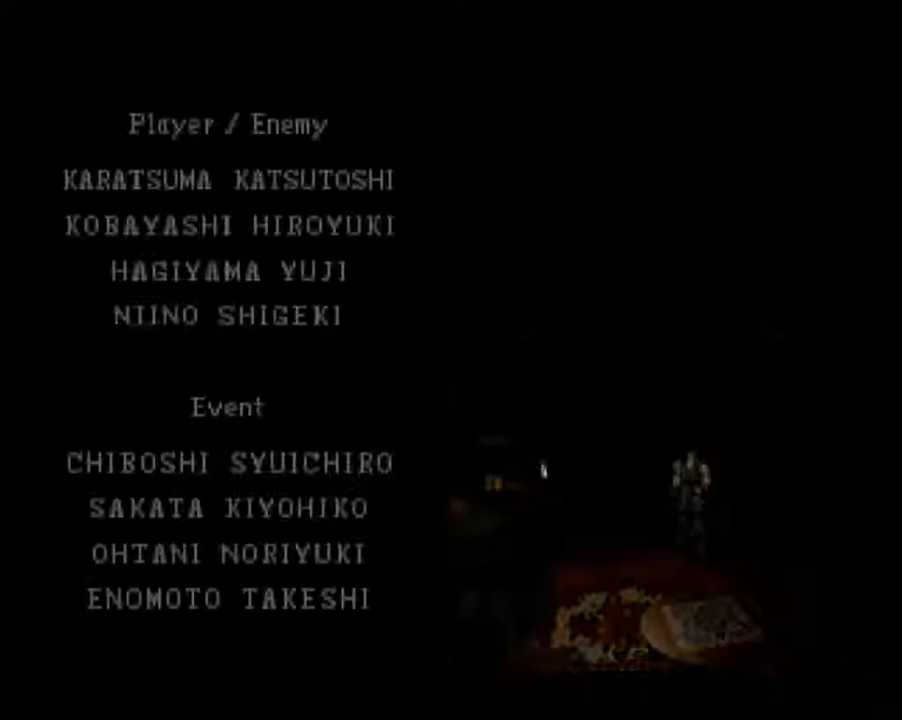 Player / Enemy
KARATSUMA KATSUTOSHI
KOBAYASHI HIROYUKI
HAGIYAMA YUJI
NIINO SHIGEKI
Event
CHIBOSHI SYUICHIRO
SAKATA KIYOHIKO
OHTANI NORIYUKI
ENOMOTO TAKESHI